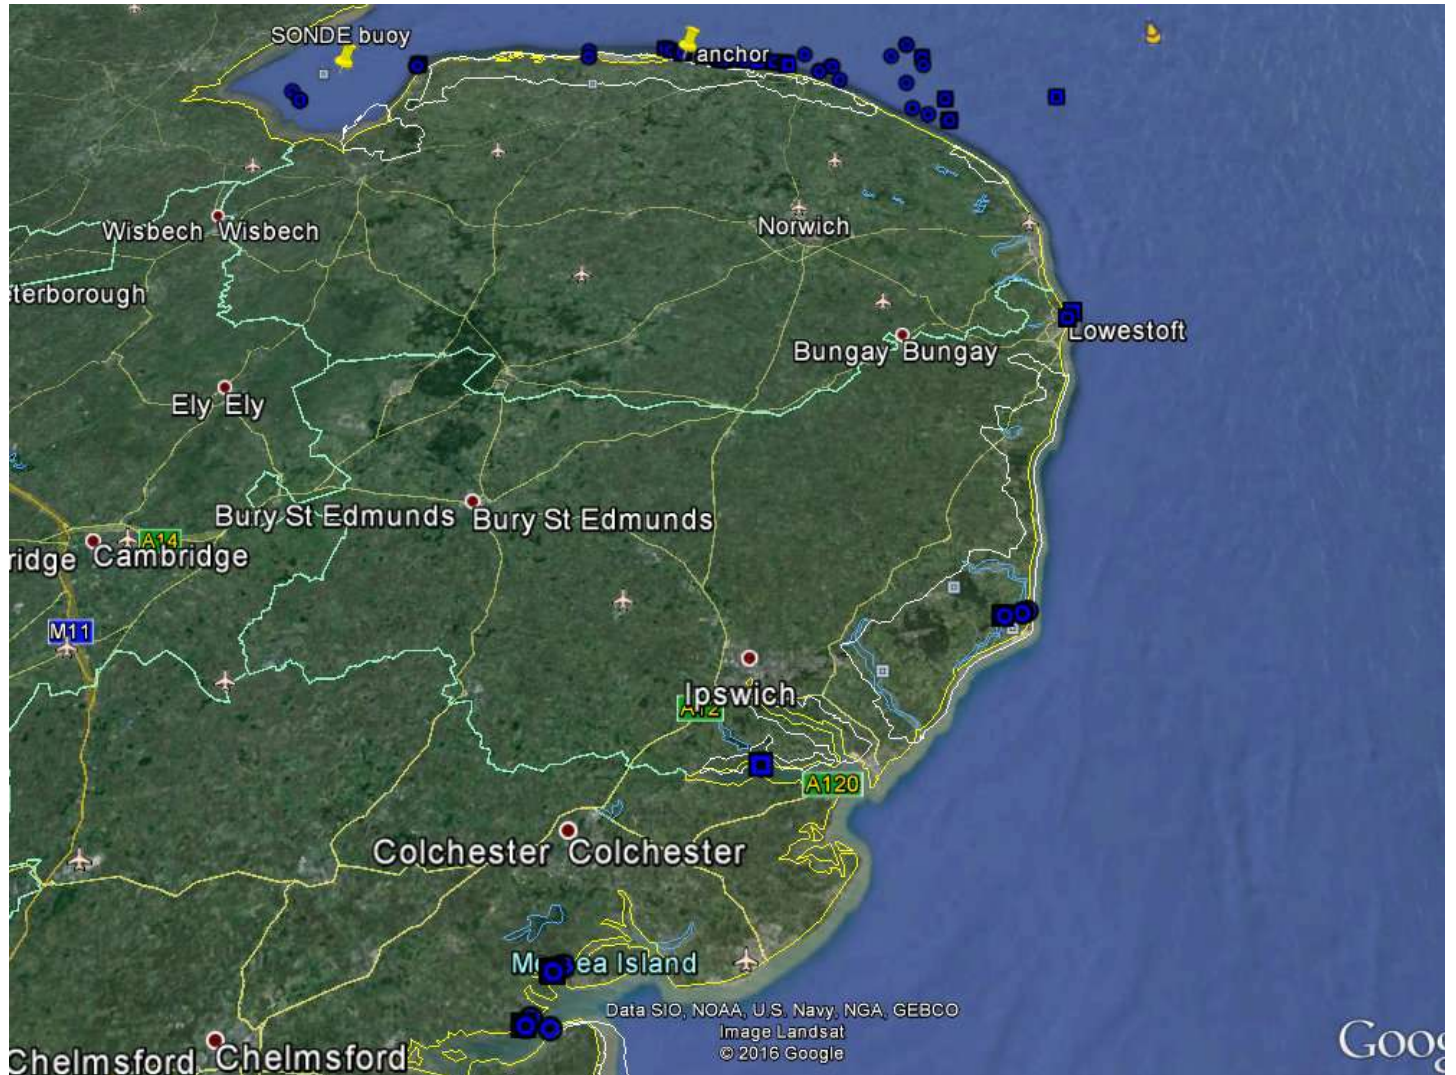 SONDE buoy
anchor
Wisbech Wisbech
Norwich
terborough
Lowestoft
Bungay Bungay
Ely Ely
Bury St Edmunds Bury St Edmunds
A14
ridge Cambridge
M11
Ipswich
A12
A120
Colchester Colchester
Mersea Island
Data SIO, NOAA, U.S. Navy, NGA, GEBCO
Image Landsat
© 2016 Google
Chelmsford Chelmsford
Goog